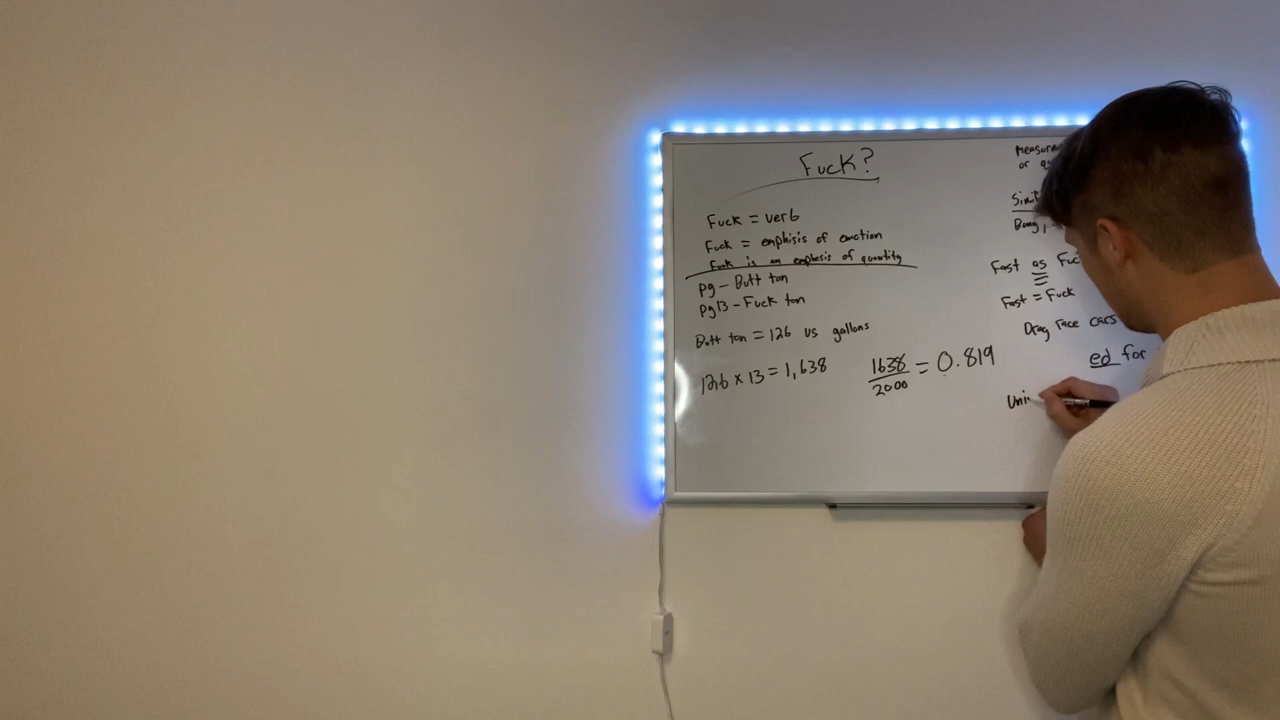 Fuck?
Fuck = verb
Fuck = emphisis of emotion
Fuck is an emphesis of quantity
Pg - Butt ton
Pg13 - Fuck ton
Butt ton = 126 us gallons
126 x 13 = 1,638
1638/2000 = 0.819
or
Fast as
Fast = Fuck
Drag race cars
ed for